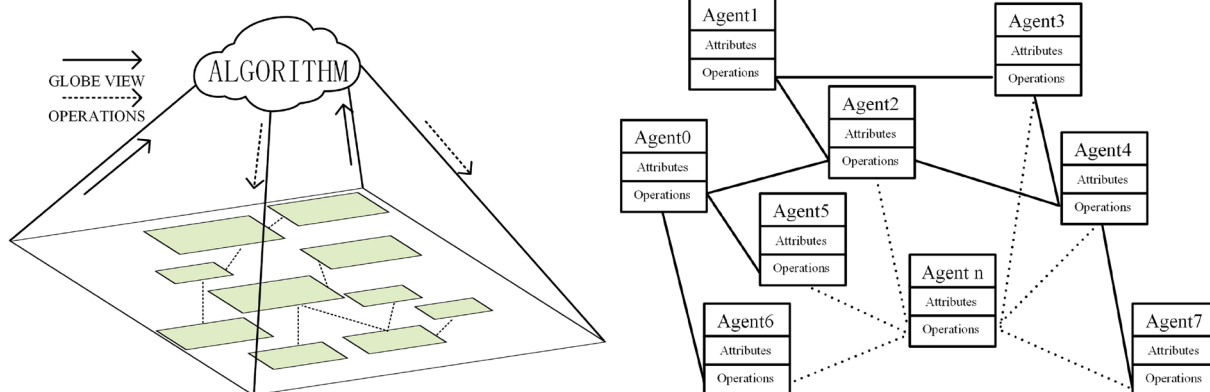 GLOBE VIEW
OPERATIONS
ALGORITHM
Agent1
Attributes
Operations
Agent3
Attributes
Operations
Agent2
Attributes
Operations
Agent0
Attributes
Operations
Agent4
Attributes
Operations
Agent5
Attributes
Operations
Agent n
Attributes
Operations
Agent6
Attributes
Operations
Agent7
Attributes
Operations